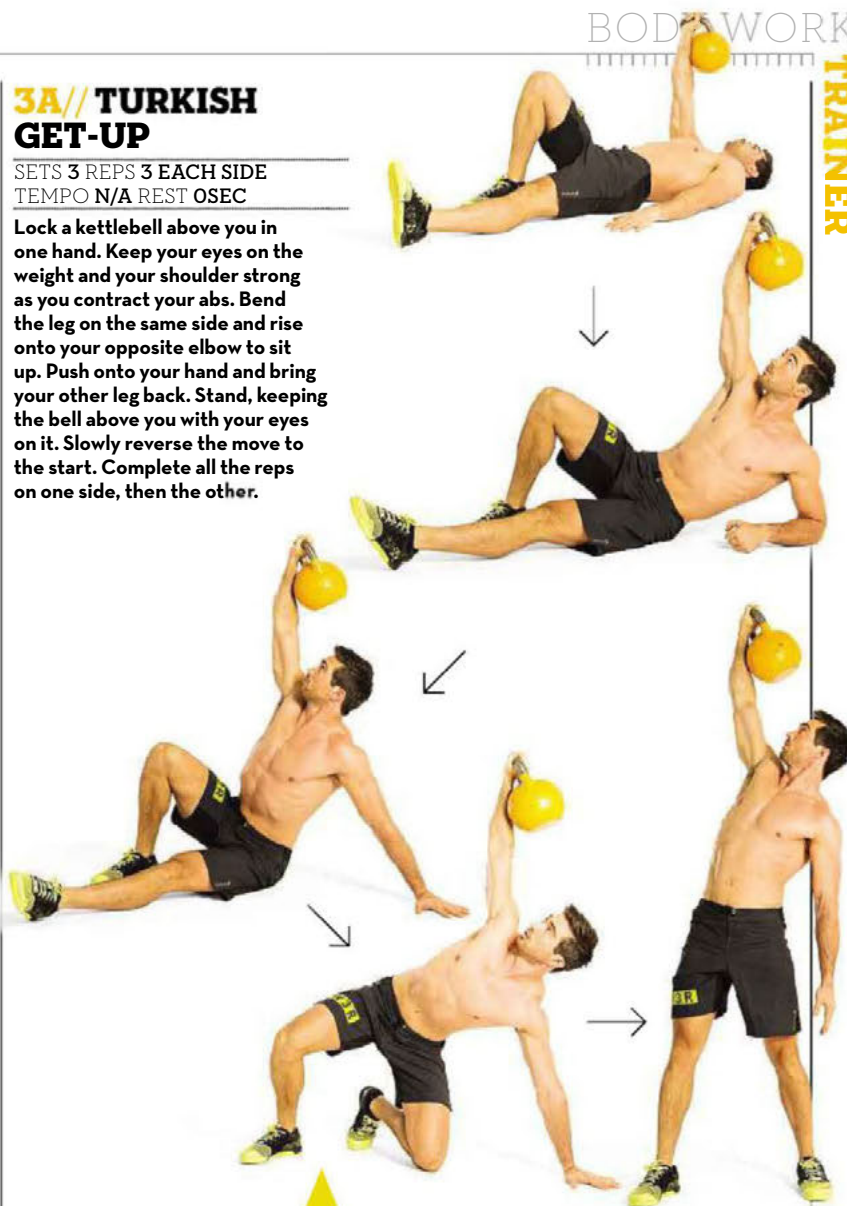 BODYWORK
TRAINER
3A// TURKISH
GET-UP
SETS 3 REPS 3 EACH SIDE
TEMPO N/A REST 0SEC
Lock a kettlebell above you in
one hand. Keep your eyes on the
weight and your shoulder strong
as you contract your abs. Bend
the leg on the same side and rise
onto your opposite elbow to sit
up. Push onto your hand and bring
your other leg back. Stand, keeping
the bell above you with your eyes
on it. Slowly reverse the move to
the start. Complete all the reps
on one side, then the other.